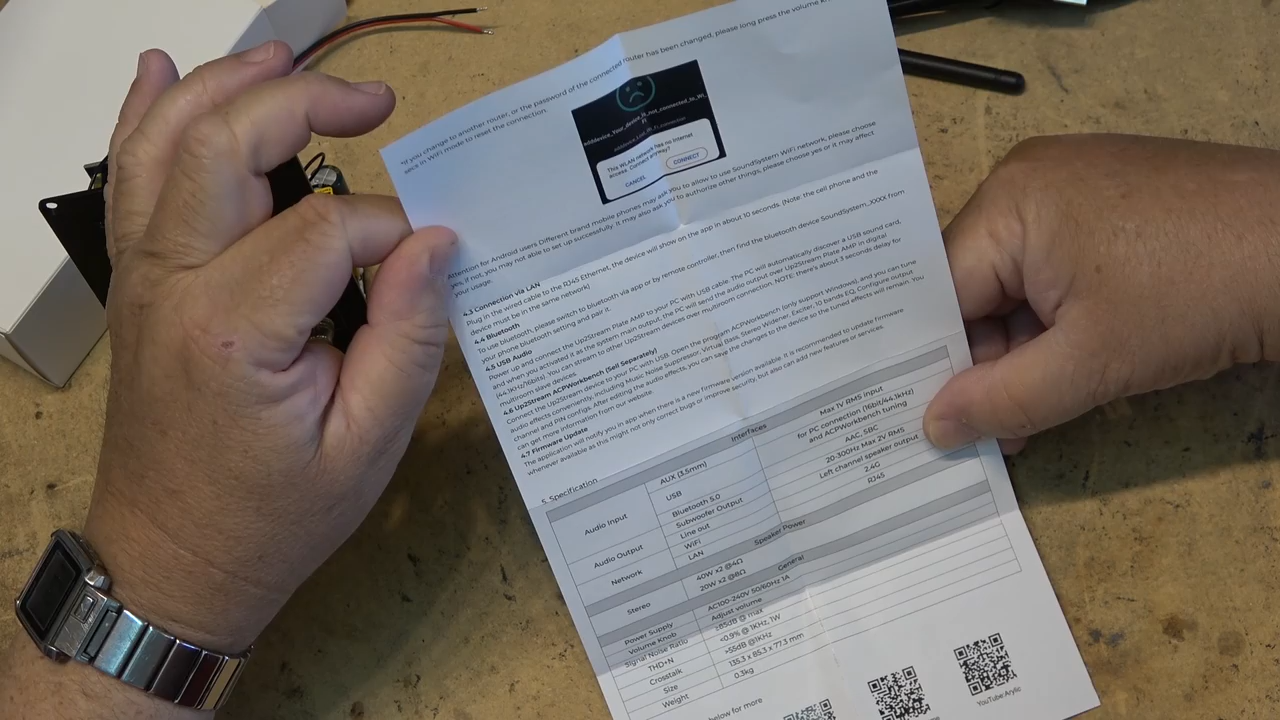 *If you change to another router, or the password of the connected router has been changed, please long press the volume
secs in WiFi mode to reset the connection.
This WLAN network has no Internet
access. Connect anyway?
CANCEL
CONNECT
Attention for Android users Different brand mobile phones may ask you to allow to use SoundSystem WiFi network, please choose
yes, if not, you may not able to set up successfully. It may also ask you to authorize other things, please choose yes or it may affect
your usage.
4.3 Connection via LAN
Plug in the wired cable to the RJ45 Ethernet, the device will show on the app in about 10 seconds. (Note: the cell phone and the
device must be in the same network)
4.4 Bluetooth
To use bluetooth, please switch to bluetooth via app or by remote controller, then find the bluetooth device SoundSystem_XXXX from
your phone bluetooth setting and pair it.
4.5 USB Audio
Power up and connect the Up2Stream Plate AMP to your PC with USB cable. The PC will automatically discover a USB sound card,
and when you activated it as the system main output, the PC will send the audio output over Up2Stream Plate AMP in digital
(44.1kHz/16bits) You can stream to other Up2Stream devices over multiroom connection. NOTE: there's about 3 seconds delay for
multiroom slave devices.
4.6 Up2Stream ACPWorkbench (Sell Separately)
Connect the Up2Stream device to your PC with USB. Open the program ACPWorkbench (only support Windows), and you can tune
audio effects conveniently, including Music Noise Suppressor, Virtual Bass, Stereo Widener, Exciter, 10 bands EQ. Configure output
channel and PIN configs. After editing the audio effects, you can save the changes to the device so the tuned effects will remain. You
can get more information from our website.
4.7 Firmware Update
The application will notify you in app when there is a new firmware version available. It is recommended to update firmware
whenever available as this might not only correct bugs or improve security, but also can add new features or services.
5. Specification
Interfaces
Audio Input
AUX (3.5mm)
Max 1V RMS input
USB
for PC connection (16bit/44.1kHz)
and ACPWorkbench tuning
Bluetooth 5.0
AAC, SBC
Audio Output
Subwoofer Output
20-300Hz Max 2V RMS
Line out
Left channel speaker output
Network
WiFi
2.4G
LAN
RJ45
Speaker Power
Stereo
40W x2 @4Ω
20W x2 @8Ω
General
Power Supply
AC100-240V 50/60Hz 1A
Volume Knob
Adjust volume
Signal Noise Ratio
≥85dB @ max
THD+N
<0.9% @ 1KHz, 1W
Crosstalk
>55dB @1KHz
Size
135.3 x 85.3 x 77.3 mm
Weight
0.3kg
below for more
YouTube:Arylic